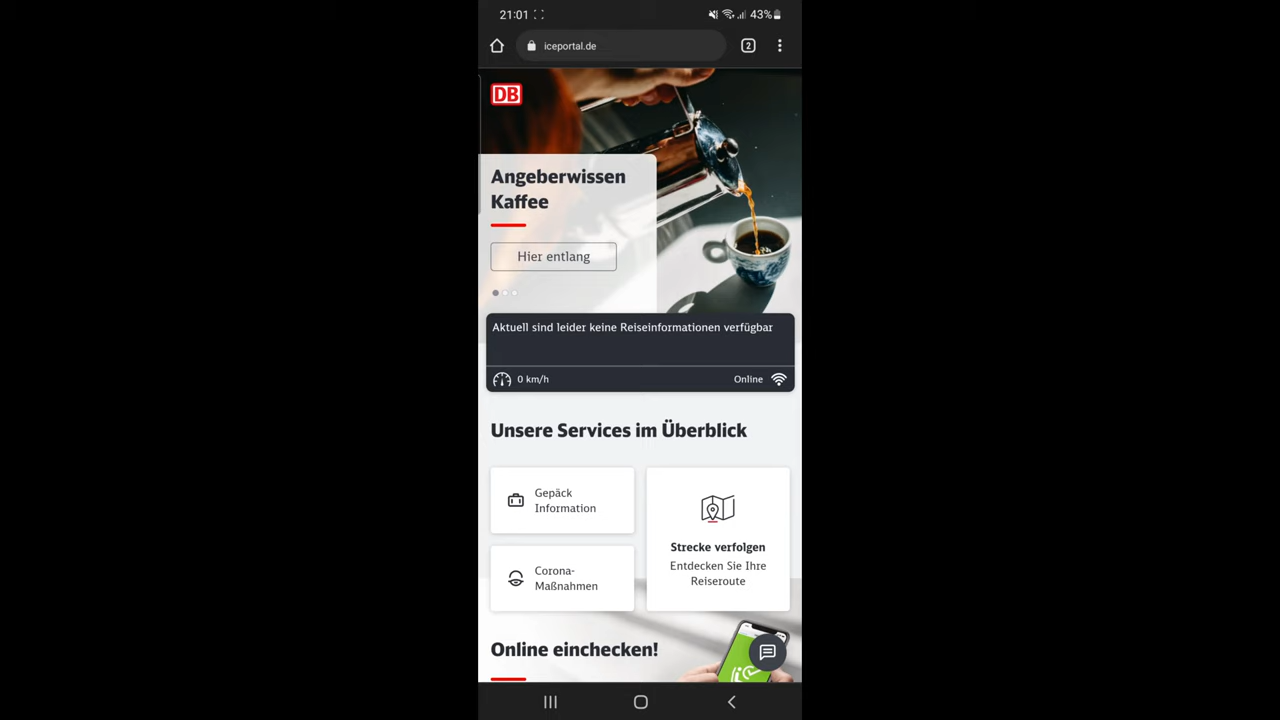 21:01
43%
iceportal.de
2
DB
Angeberwissen
Kaffee
Hier entlang
Aktuell sind leider keine Reiseinformationen verfügbar
0 km/h
Online
Unsere Services im Überblick
Gepäck
Information
Corona-
Maßnahmen
Strecke verfolgen
Entdecken Sie Ihre
Reiseroute
Online einchecken!